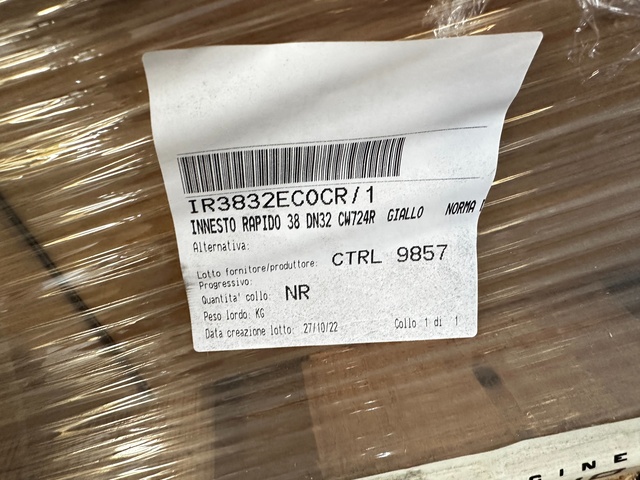 IR3832ECOCR/1
INNESTO RAPIDO 38 DN32 CW724R GIALLO NORMA
Alternativa:
Lotto fornitore/produttore: CTRL 9857
Progressivo:
Quantita' collo: NR
Peso lordo: KG
Data creazione lotto: 27/10/22 Collo 1 di 1